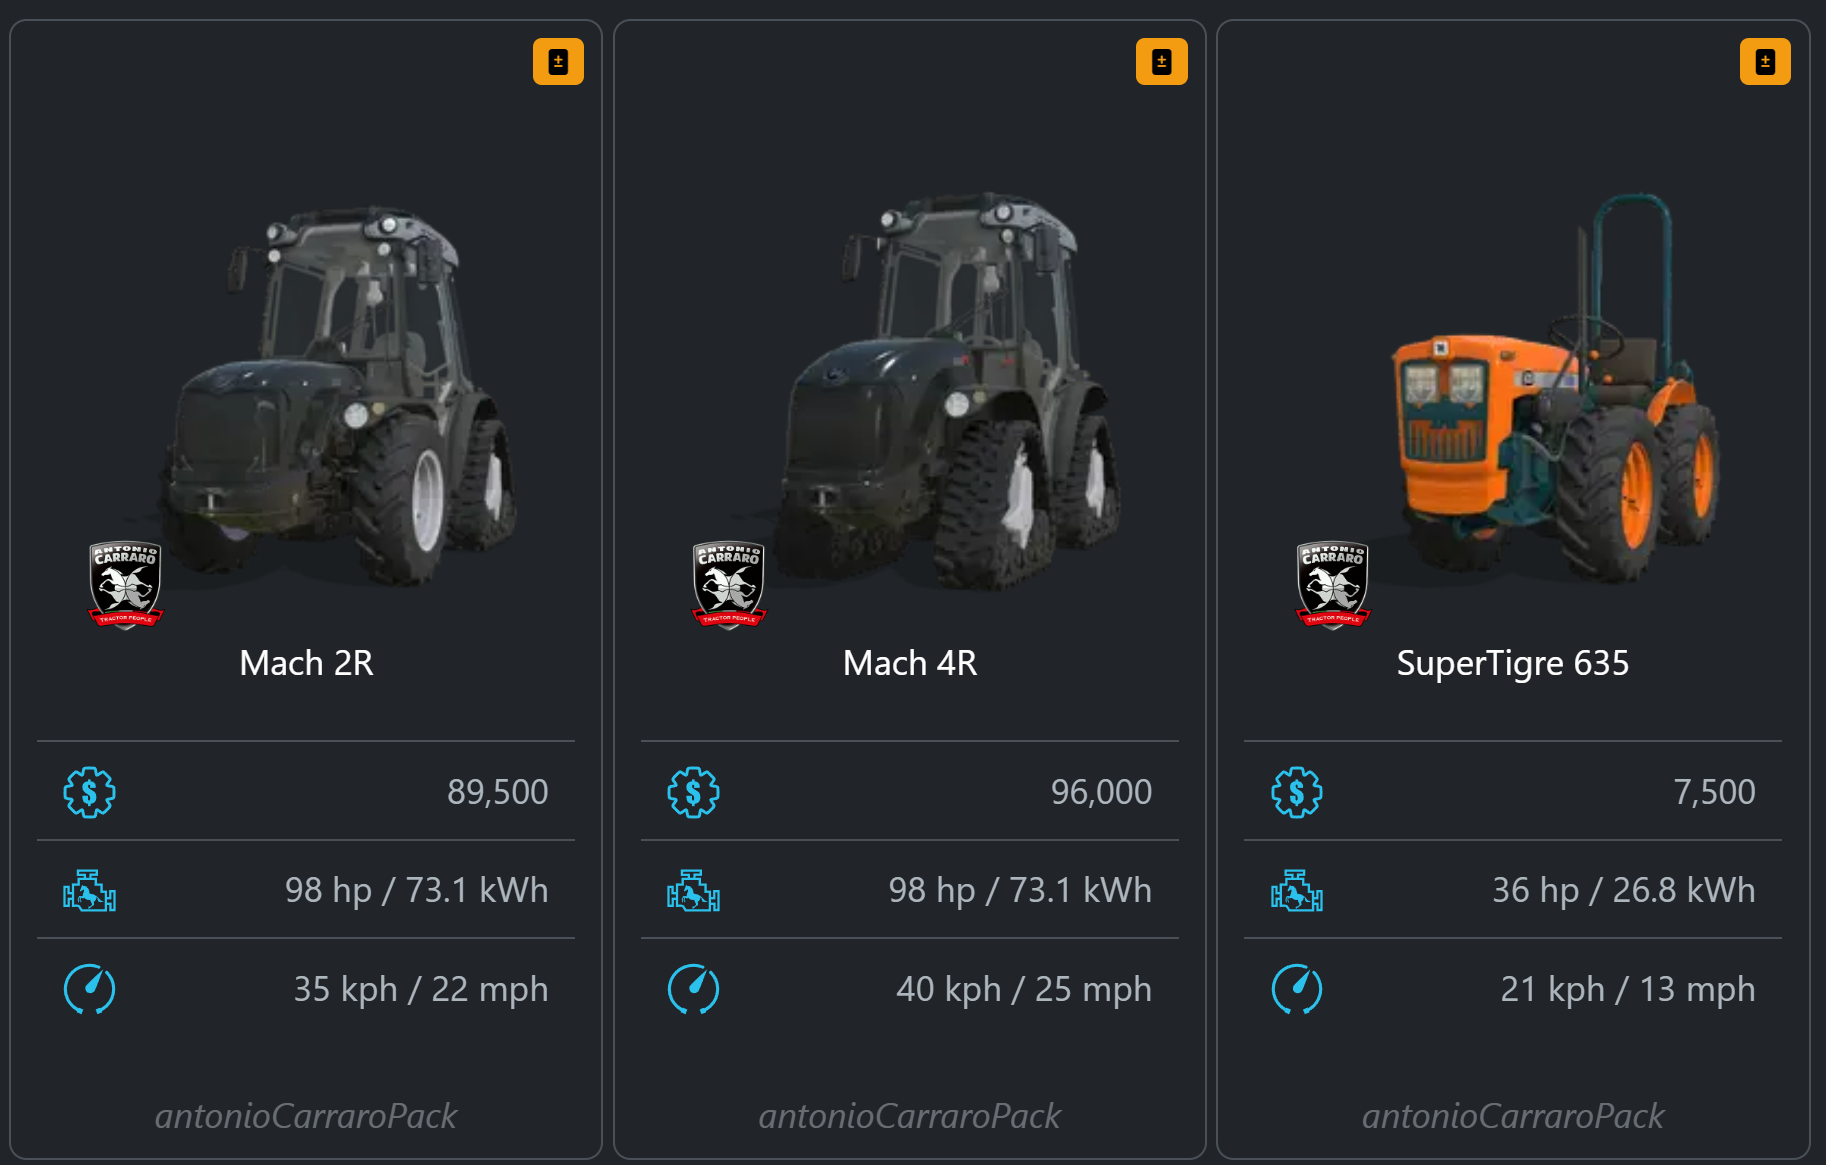 ANTONIO
CARRARO
TRACTOR PEOPLE
Mach 2R
89,500
98 hp / 73.1 kWh
35 kph / 22 mph
antonioCarraroPack
ANTONIO
CARRARO
TRACTOR PEOPLE
Mach 4R
96,000
98 hp / 73.1 kWh
40 kph / 25 mph
antonioCarraroPack
ANTONIO
CARRARO
TRACTOR PEOPLE
SuperTigre 635
7,500
36 hp / 26.8 kWh
21 kph / 13 mph
antonioCarraroPack